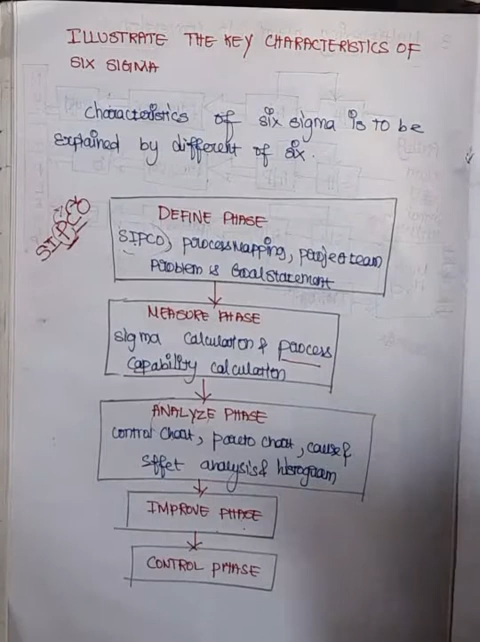 ILLUSTRATE THE KEY CHARACTERISTICS OF
SIX SIGMA
Characteristics of six sigma is to be
explained by different of six.
SIPCO
DEFINE PHASE
SIPCO, process mapping, project team
Problem & Goal statement
MEASURE PHASE
Sigma calculation & process
capability calculation
ANALYZE PHASE
control chart, pareto chart, cause &
effet analysis & histogram
IMPROVE PHASE
CONTROL PHASE